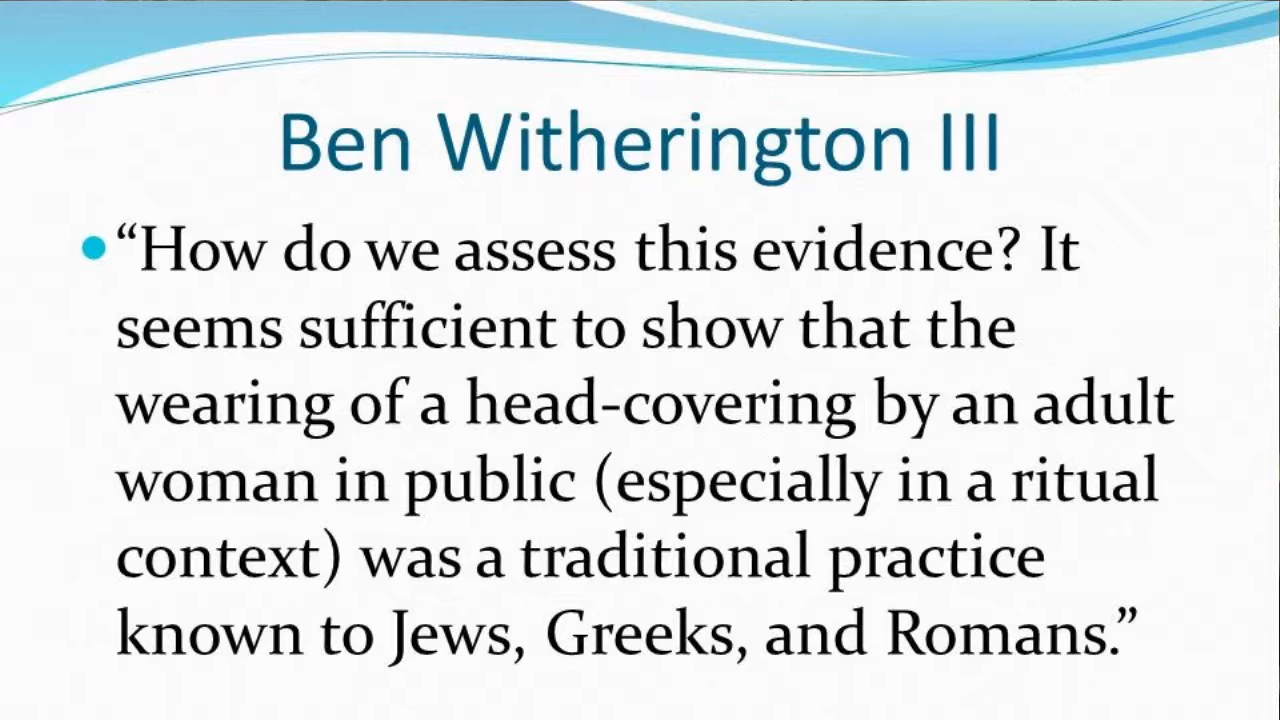 Ben Witherington III
• “How do we assess this evidence? It
seems sufficient to show that the
wearing of a head-covering by an adult
woman in public (especially in a ritual
context) was a traditional practice
known to Jews, Greeks, and Romans.”